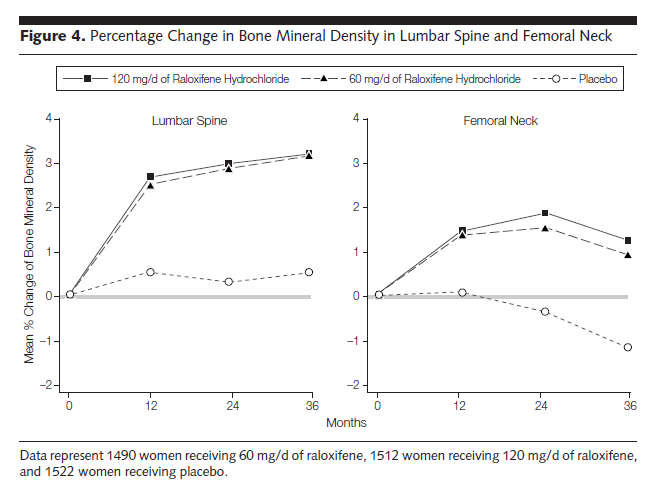 Figure 4. Percentage Change in Bone Mineral Density in Lumbar Spine and Femoral Neck
120 mg/d of Raloxifene Hydrochloride 60 mg/d of Raloxifene Hydrochloride Placebo
Lumbar Spine
Mean % Change of Bone Mineral Density
4
3
2
1
0
−1
−2
0 12 24 36
Femoral Neck
4
3
2
1
0
−1
−2
0 12 24 36
Months
Data represent 1490 women receiving 60 mg/d of raloxifene, 1512 women receiving 120 mg/d of raloxifene,
and 1522 women receiving placebo.